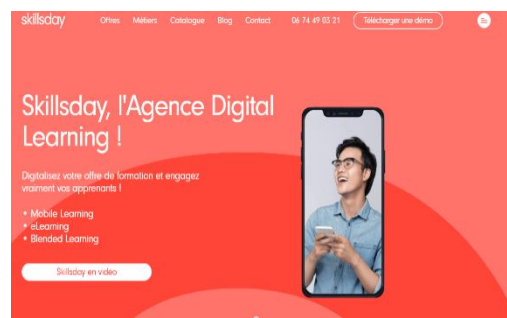 skillsday
Offres Métiers Catalogue Blog Contact 06 74 49 03 21 Télécharger une démo
Skillsday, l'Agence Digital
Learning !
Digitalisez votre offre de formation et engagez
vraiment vos apprenants !
• Mobile Learning
• eLearning
• Blended Learning
Skillsday en video